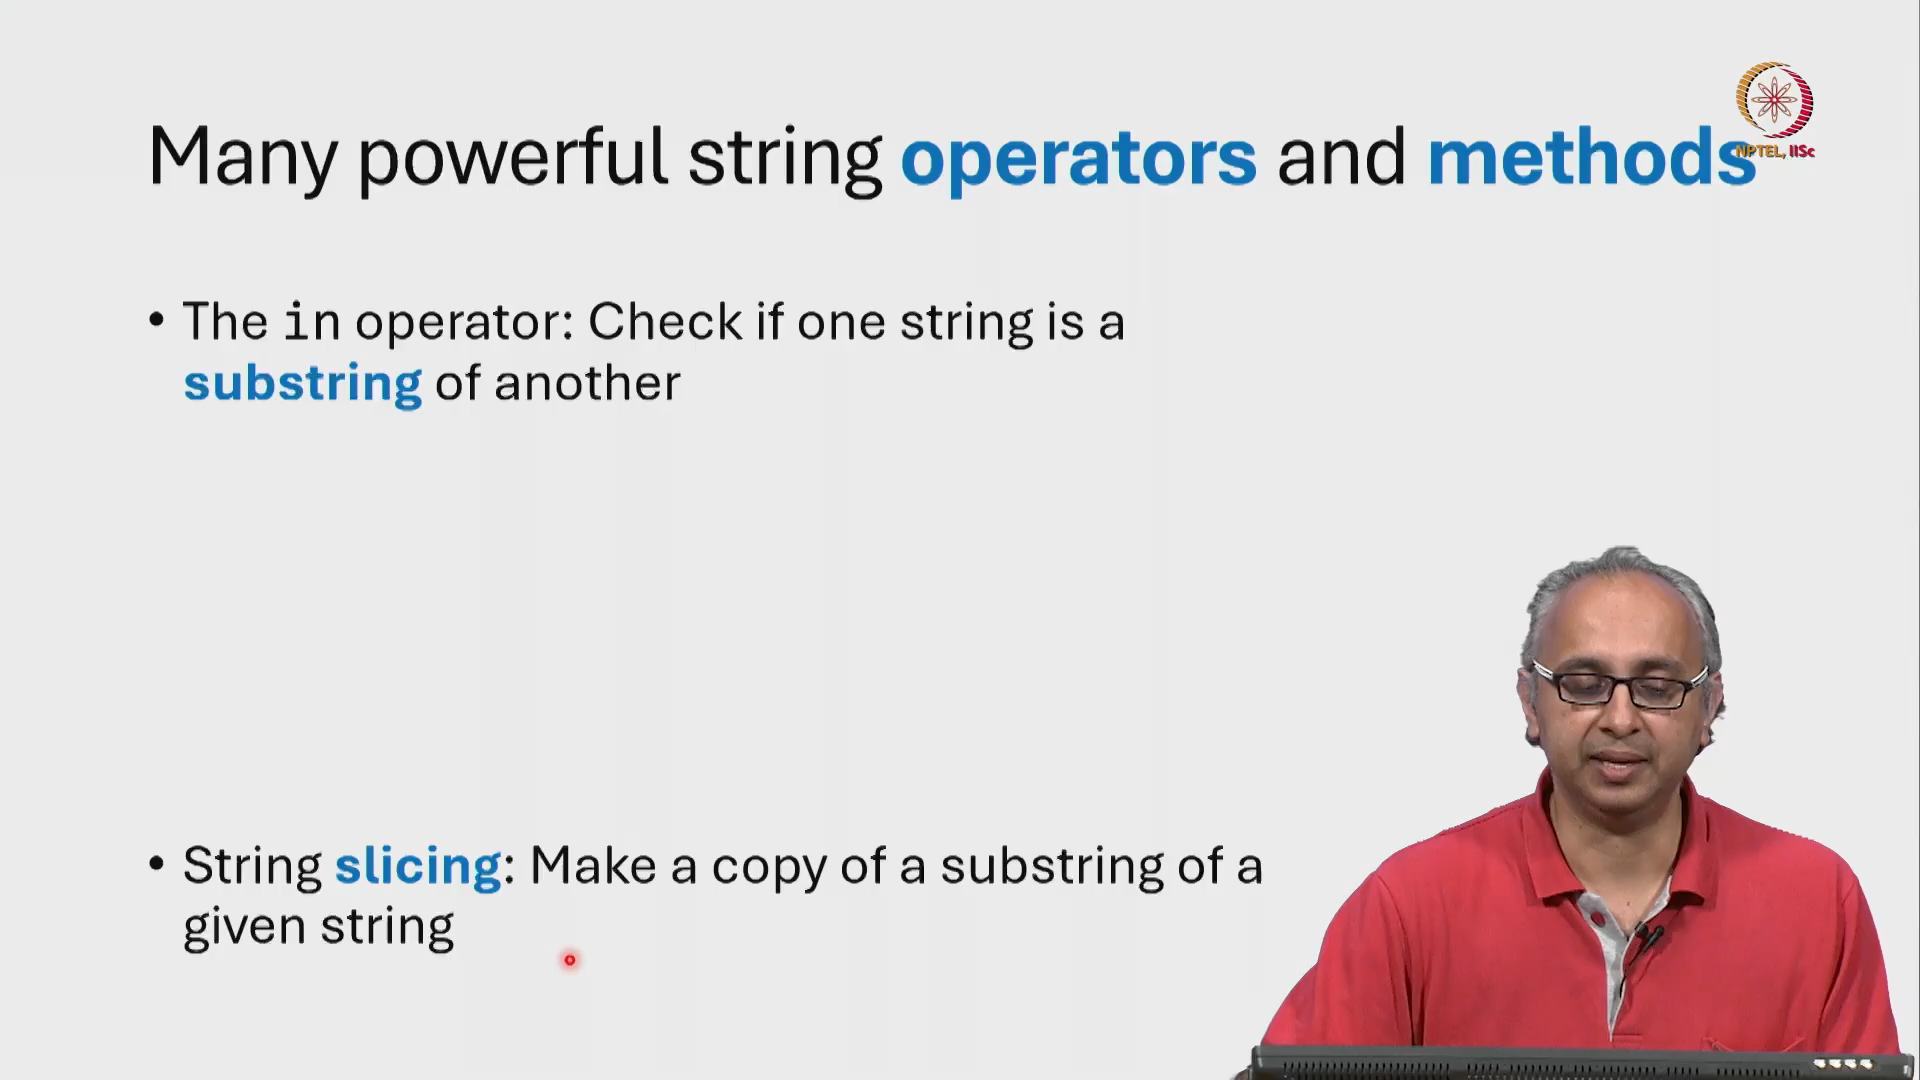 Many powerful string operators and methods
NPTEL, IISc
• The in operator: Check if one string is a
substring of another
• String slicing: Make a copy of a substring of a
given string